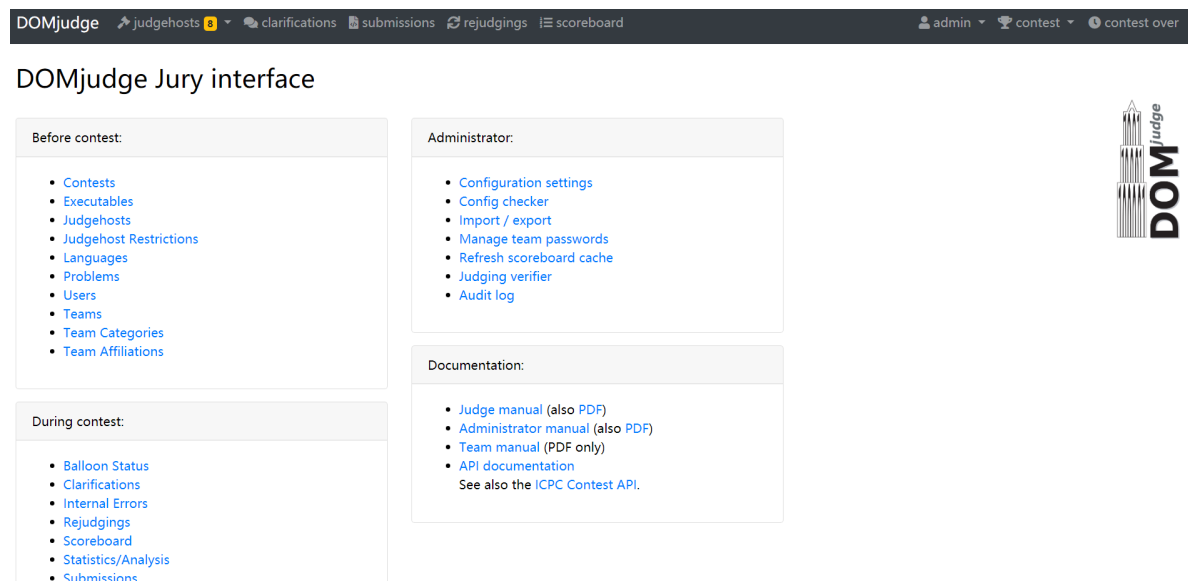 DOMjudge judgehosts 8 clarifications submissions rejudgings scoreboard admin contest contest over
DOMjudge Jury interface
Before contest:
Contests
Executables
Judgehosts
Judgehost Restrictions
Languages
Problems
Users
Teams
Team Categories
Team Affiliations
During contest:
Balloon Status
Clarifications
Internal Errors
Rejudgings
Scoreboard
Statistics/Analysis
Submissions
Administrator:
Configuration settings
Config checker
Import / export
Manage team passwords
Refresh scoreboard cache
Judging verifier
Audit log
Documentation:
Judge manual (also PDF)
Administrator manual (also PDF)
Team manual (PDF only)
API documentation
See also the ICPC Contest API.
DOMjudge